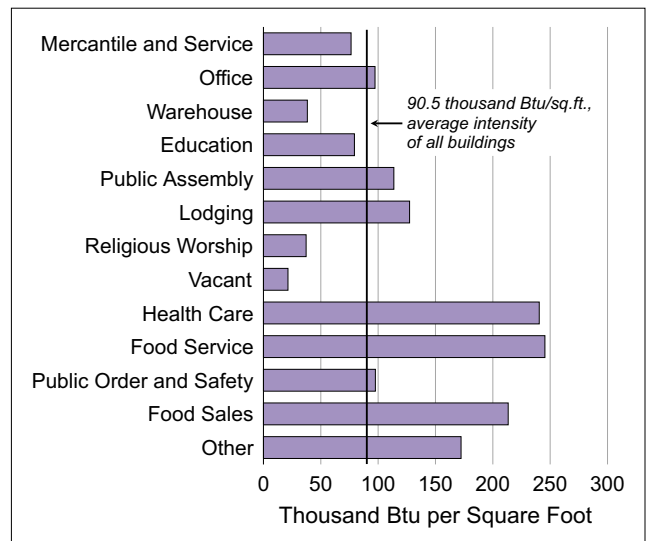 Mercantile and Service
Office
90.5 thousand Btu/sq.ft.,
average intensity
of all buildings
Warehouse
Education
Public Assembly
Lodging
Religious Worship
Vacant
Health Care
Food Service
Public Order and Safety
Food Sales
Other
0 50 100 150 200 250 300
Thousand Btu per Square Foot